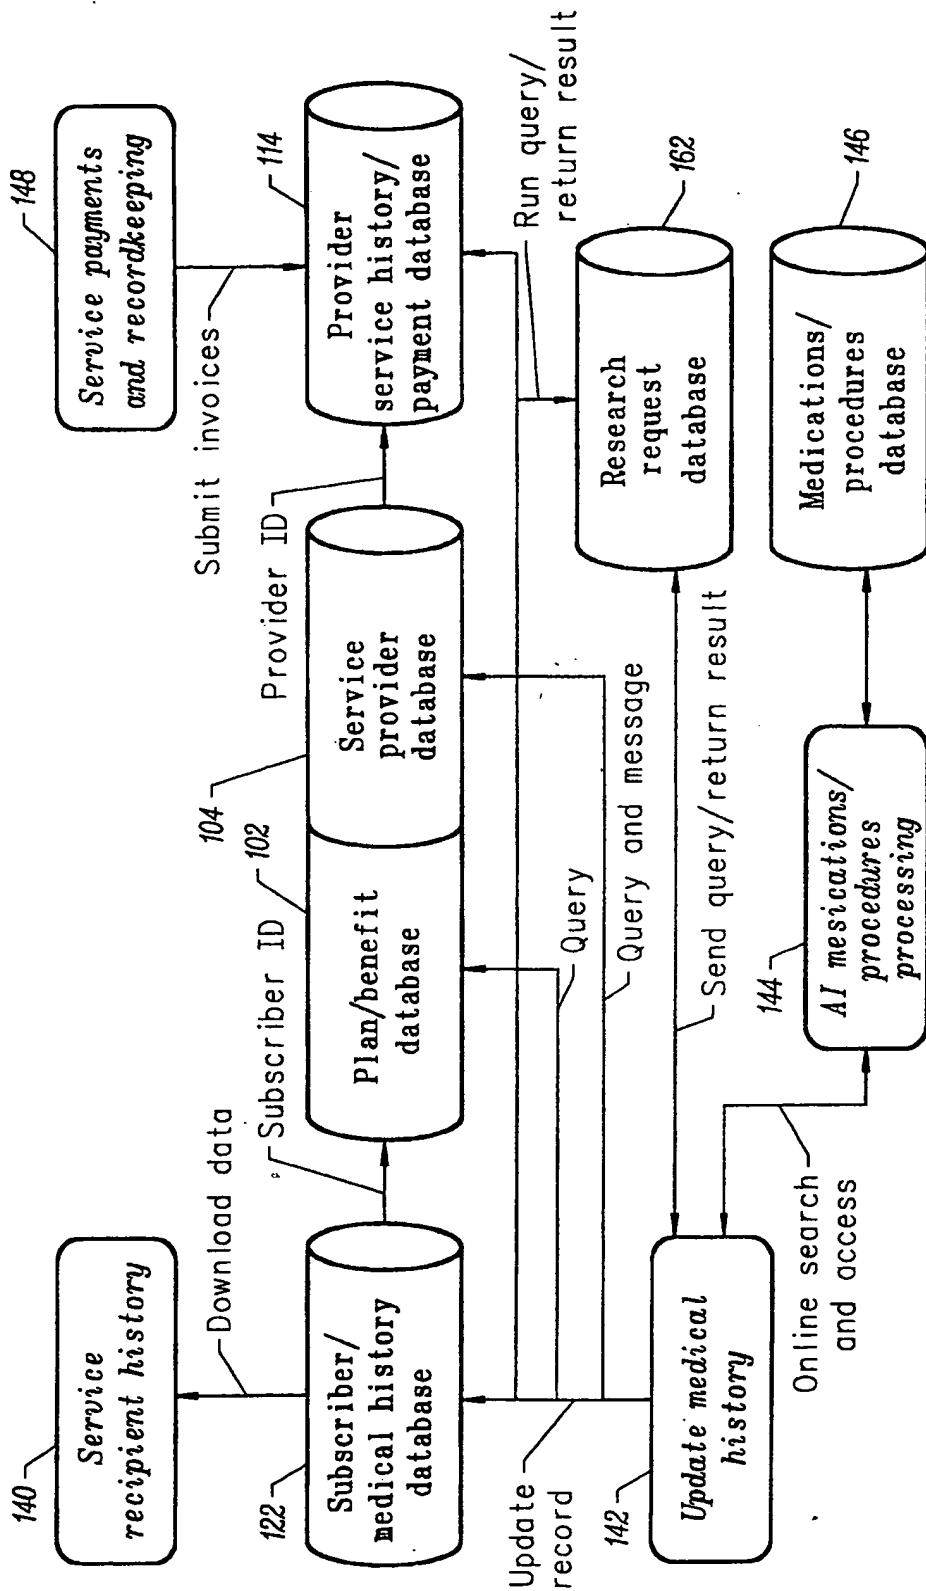 140
Service
recipient history
148
Service payments
and recordkeeping
Download data
Submit invoices
122
Subscriber/
medical history
database
Subscriber ID
102
Plan/benefit
database
104
Service
provider
database
Provider ID
114
Provider
service history/
payment database
Update
record
Query
Query and message
Run query/
return result
142
Update medical
history
Send query/return result
162
Research
request
database
Online search
and access
144
AI mesications/
procedures
processing
146
Medications/
procedures
database